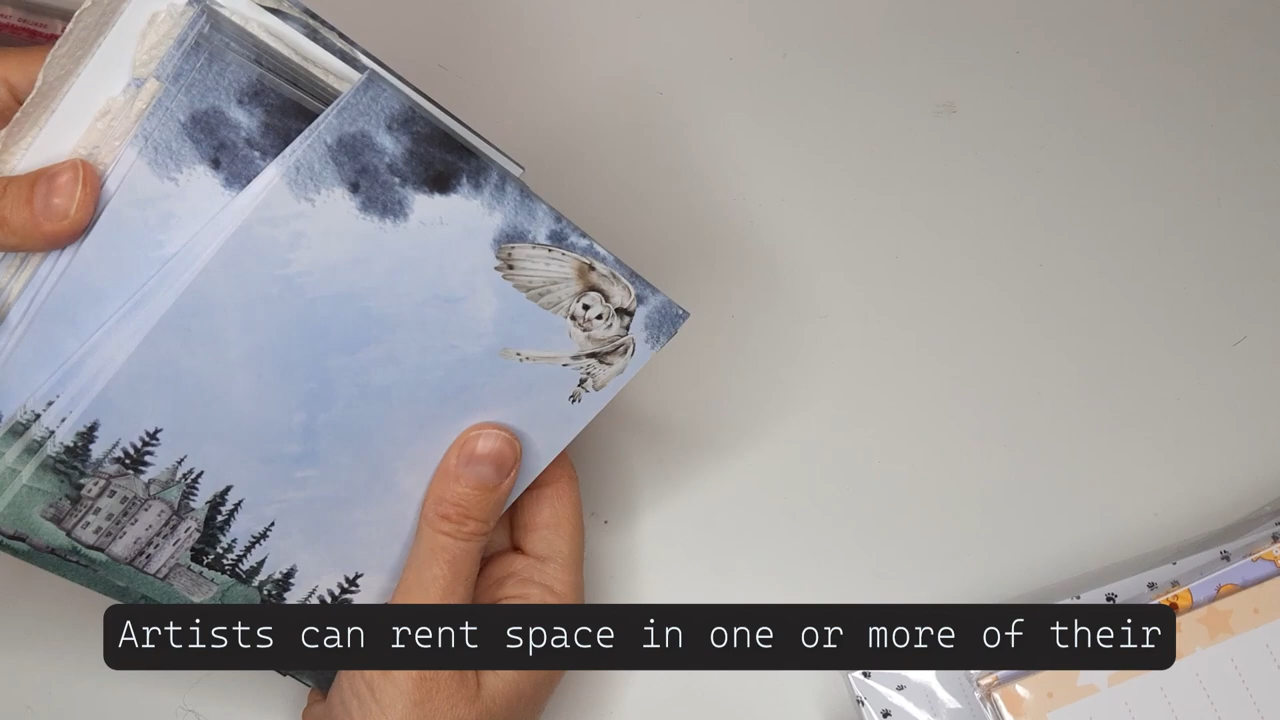 Artists can rent space in one or more of their